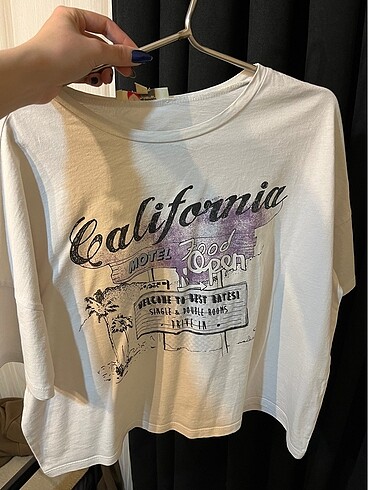 California
MOTEL Food
Open
WELCOME TO BEST RATES!
SINGLE & DOUBLE ROOMS
DRIVE IN